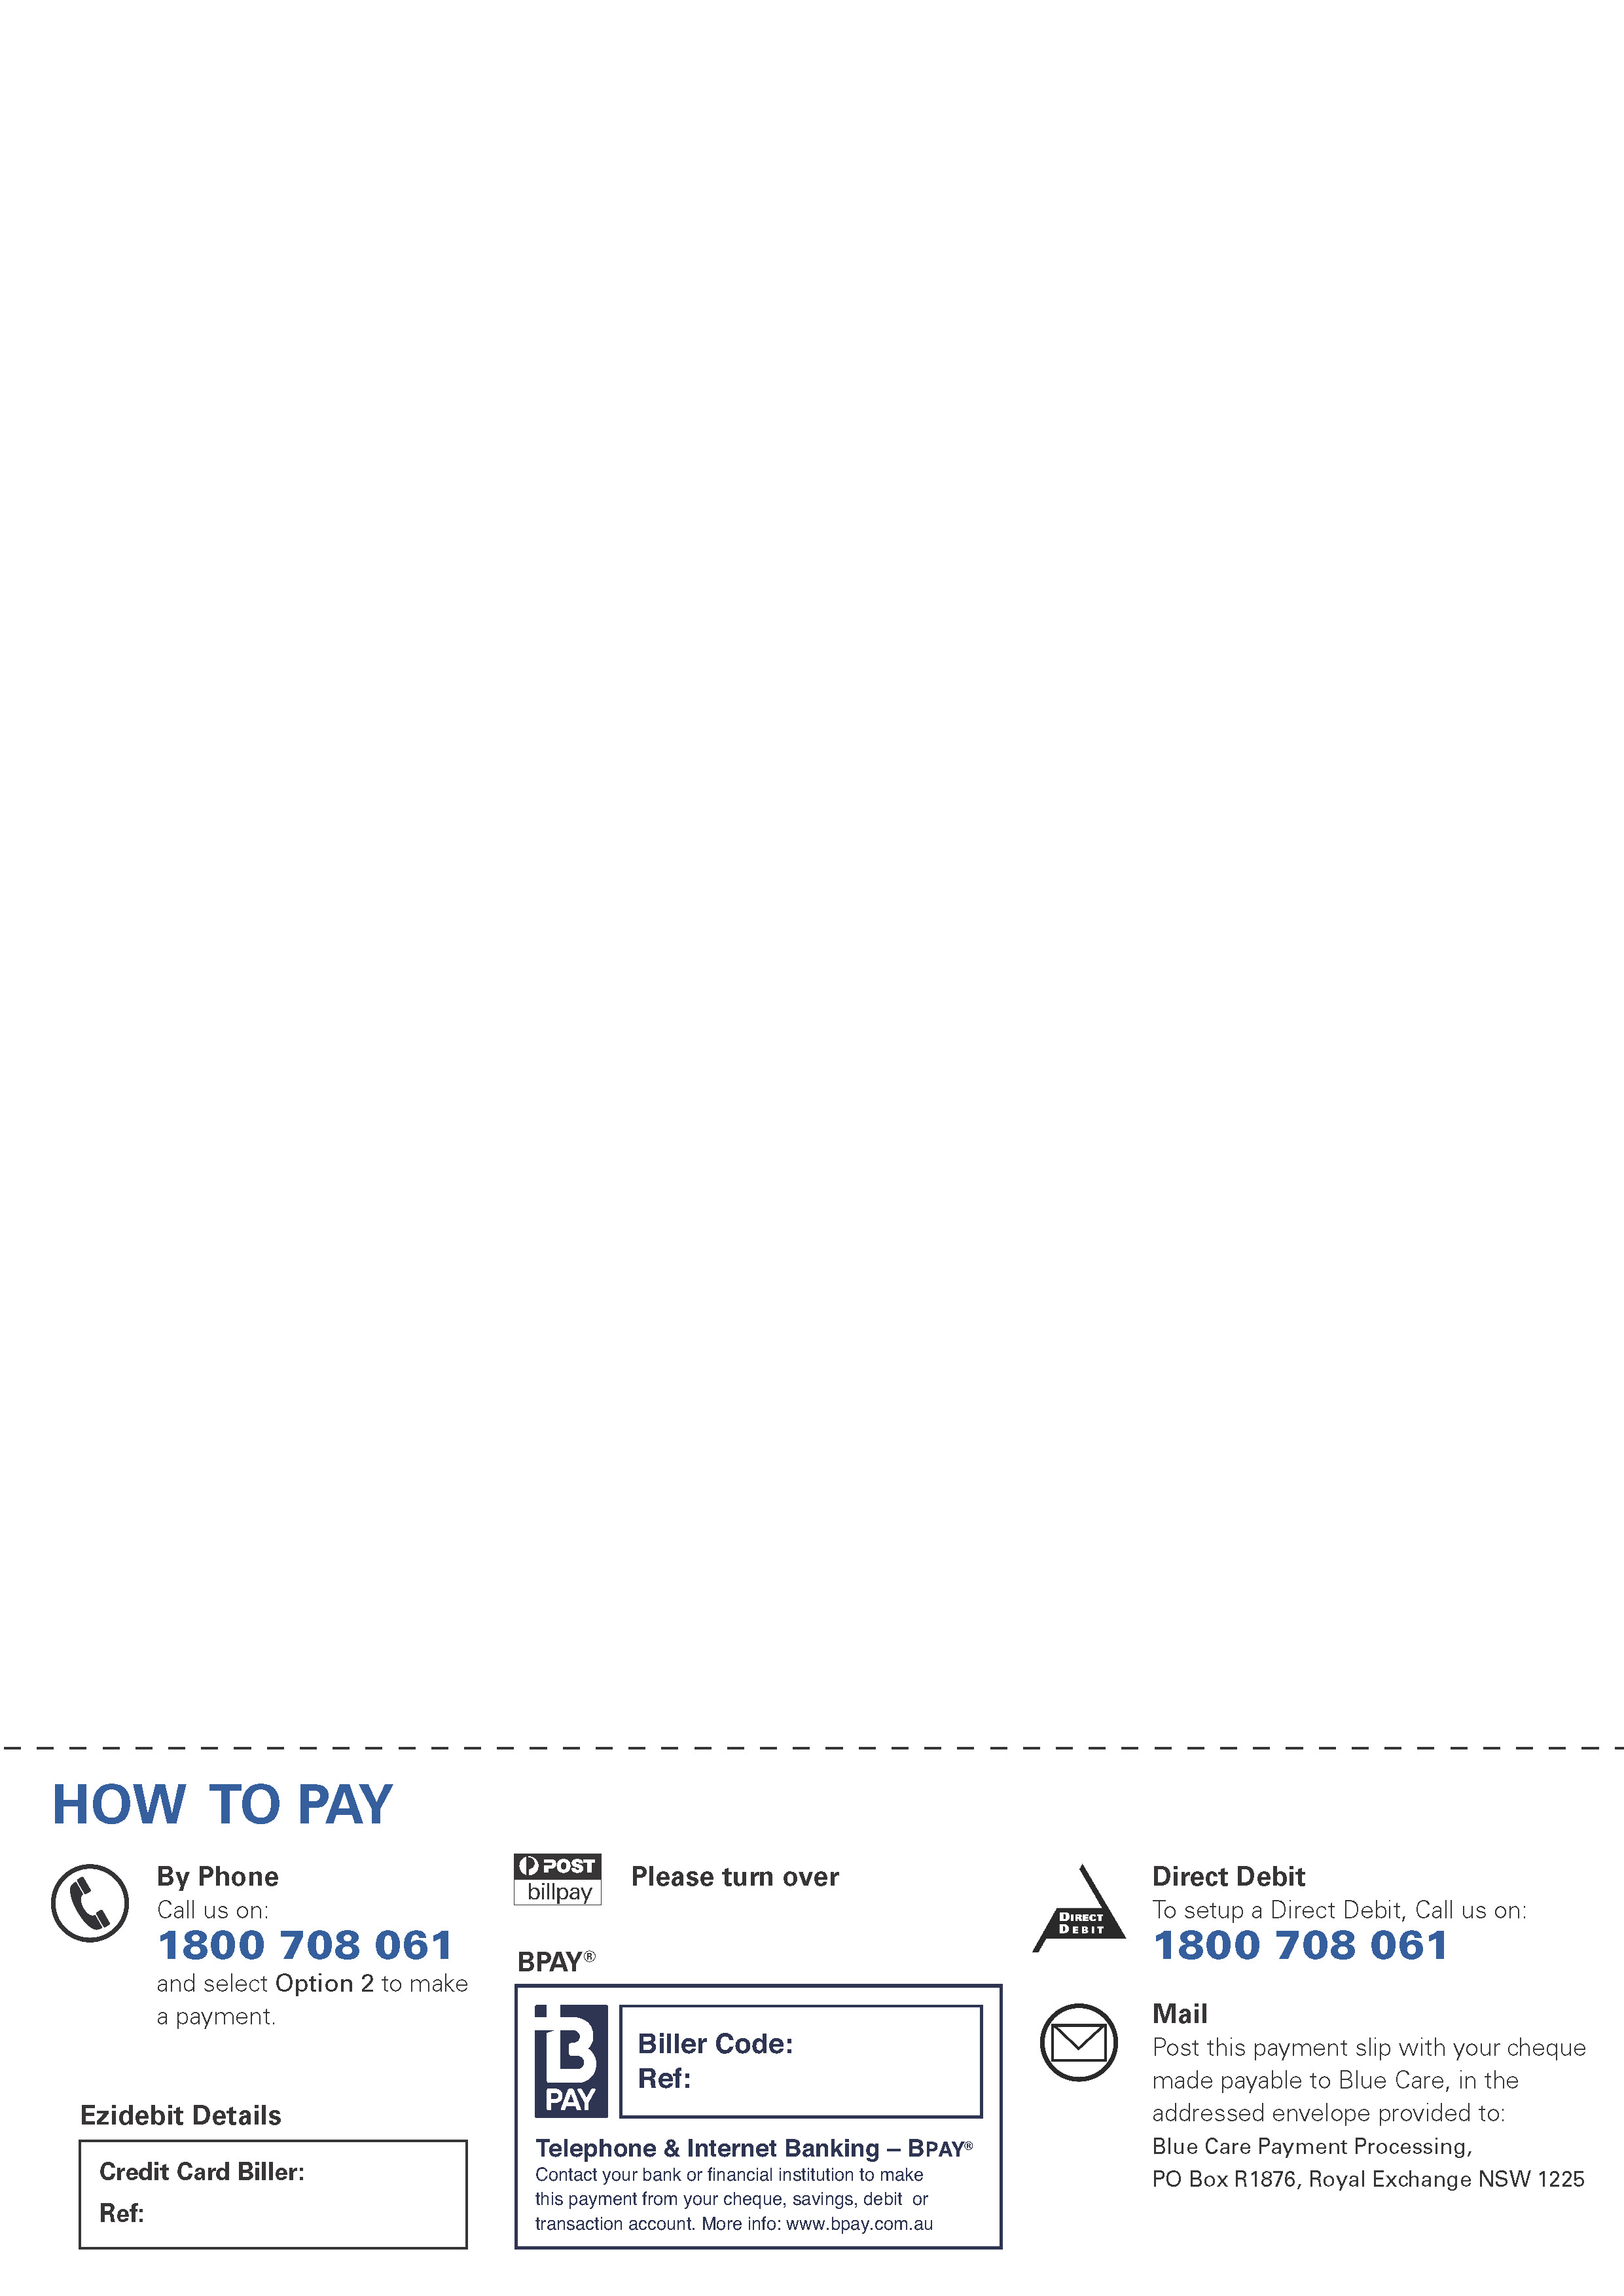 HOW TO PAY
By Phone
Call us on:
1800 708 061
and select Option 2 to make
a payment.
Ezidebit Details
Credit Card Biller:
Ref:
POST
billpay
Please turn over
BPAY®
B
PAY
Biller Code:
Ref:
Telephone & Internet Banking – BPAY®
Contact your bank or financial institution to make
this payment from your cheque, savings, debit or
transaction account. More info: www.bpay.com.au
DIRECT
DEBIT
Direct Debit
To setup a Direct Debit, Call us on:
1800 708 061
Mail
Post this payment slip with your cheque
made payable to Blue Care, in the
addressed envelope provided to:
Blue Care Payment Processing,
PO Box R1876, Royal Exchange NSW 1225